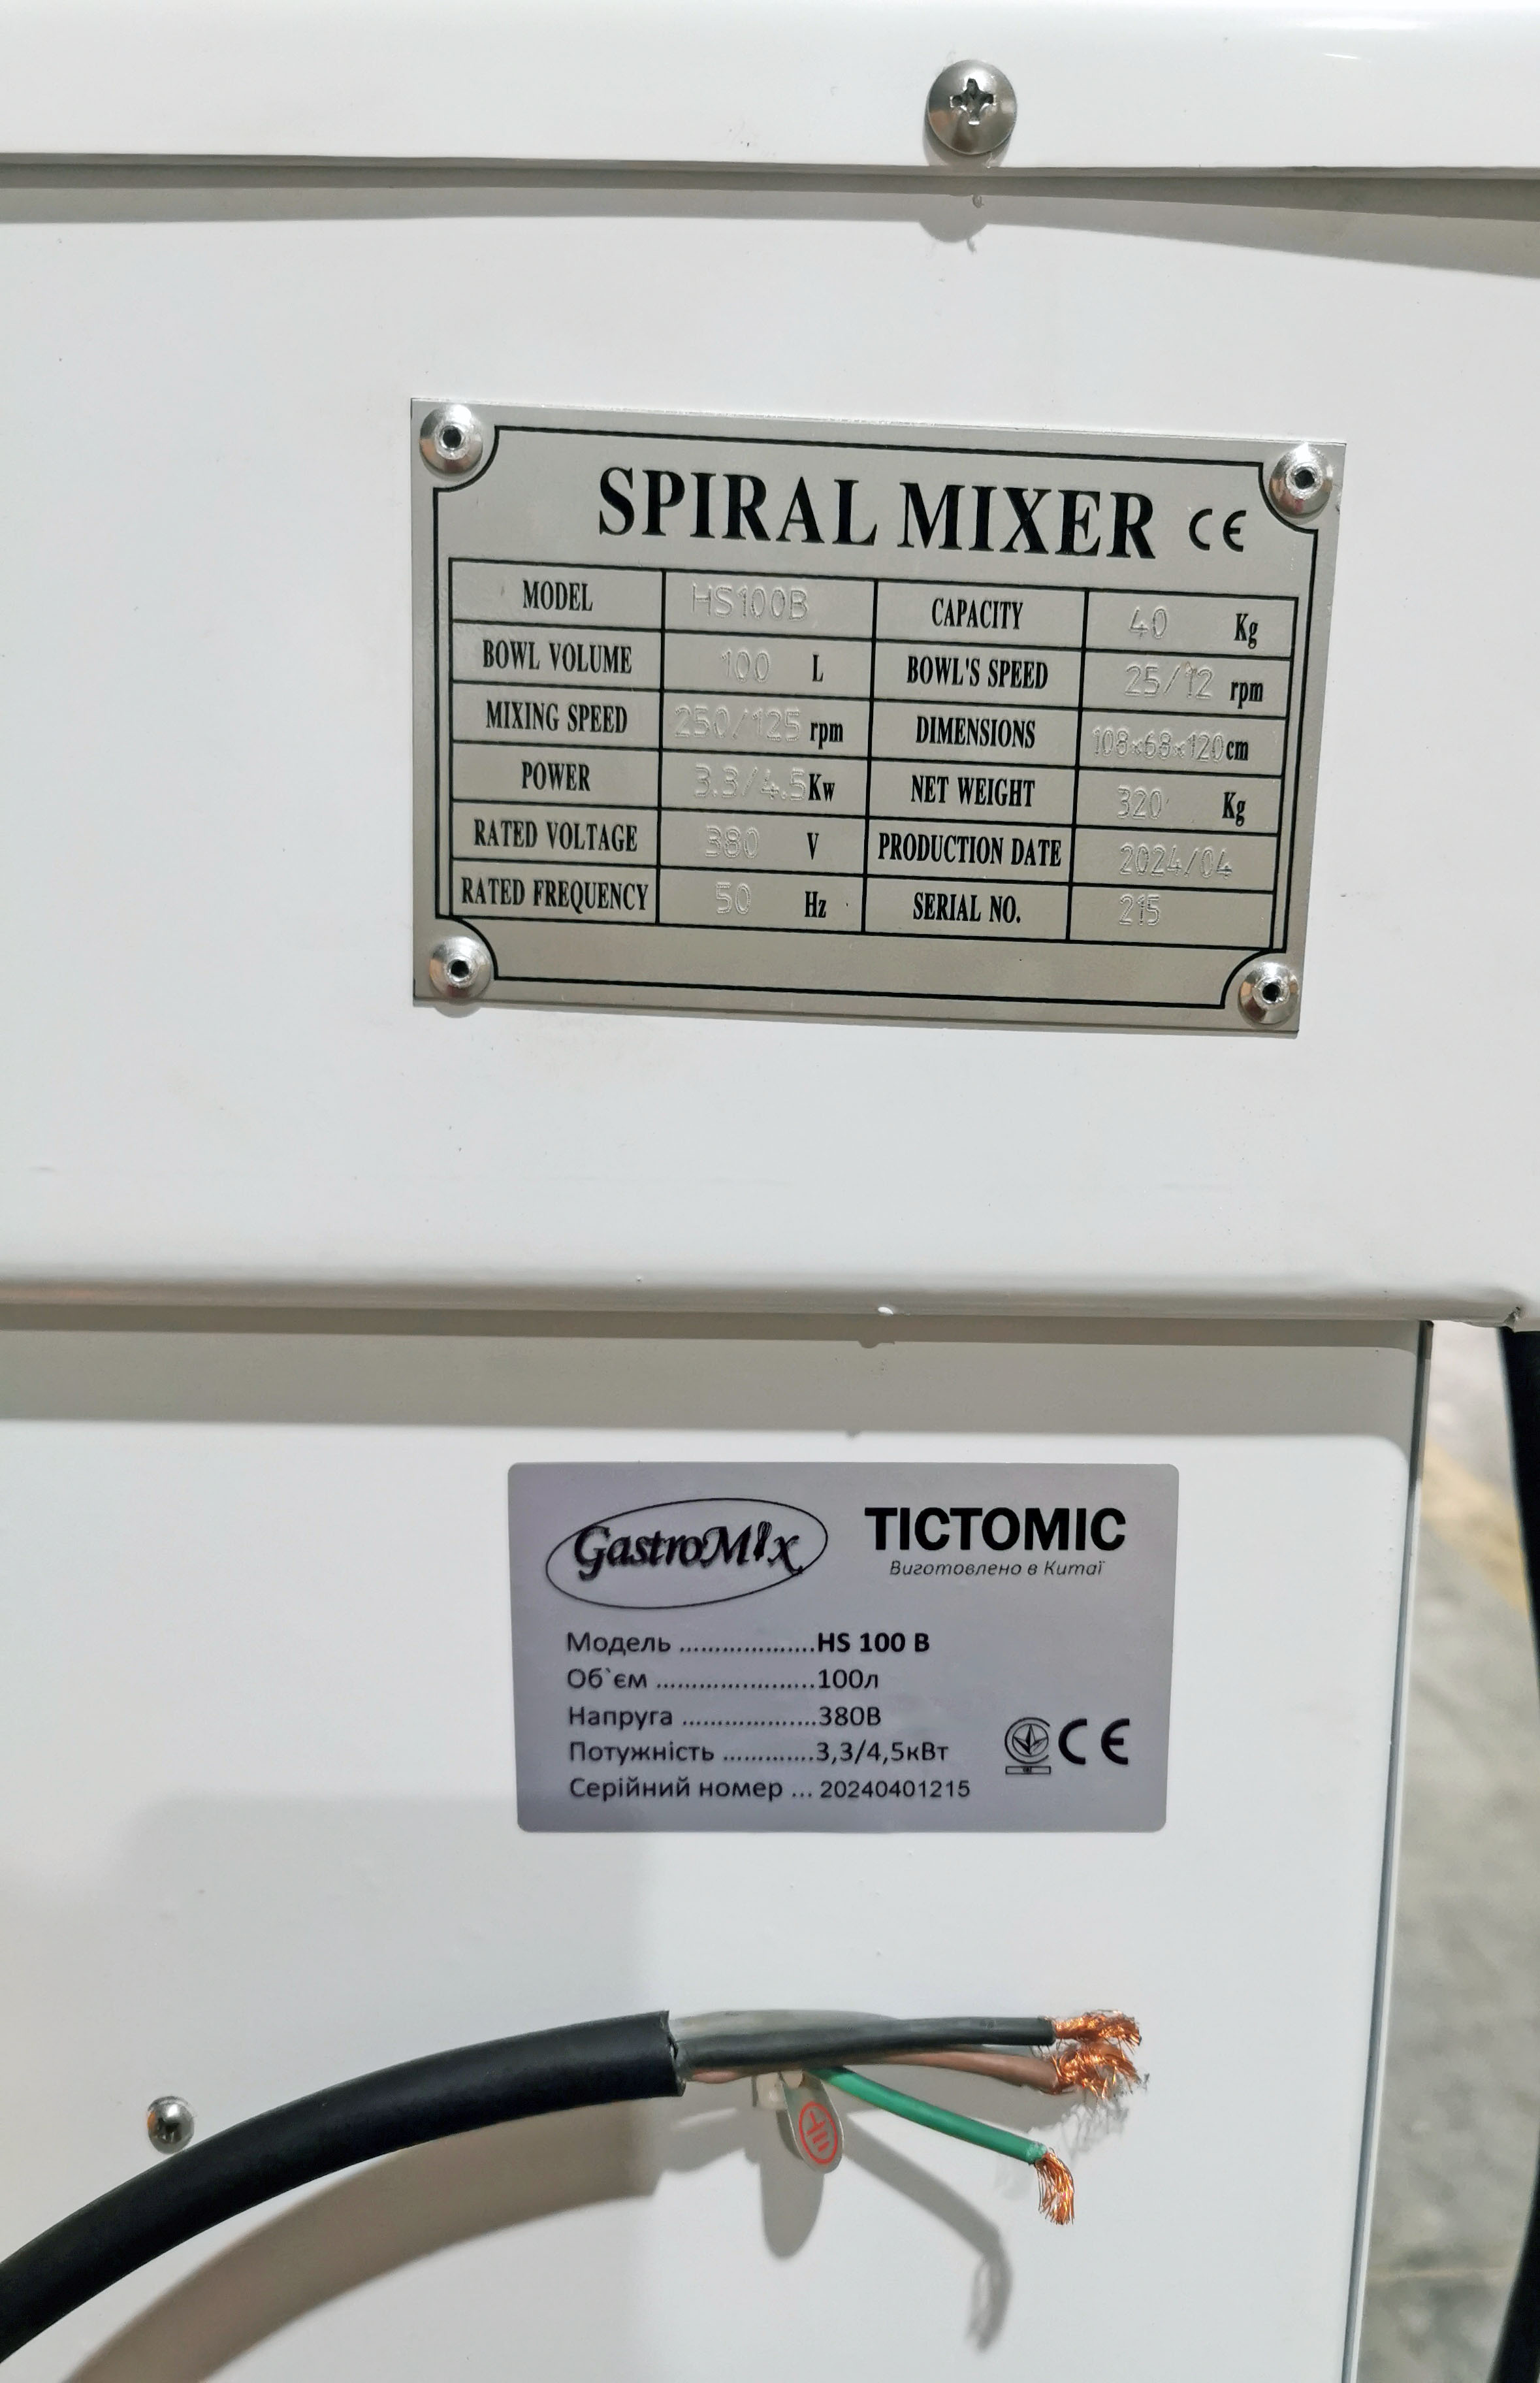 SPIRAL MIXER CE
MODEL HS100B CAPACITY 40 Kg
BOWL VOLUME 100 L BOWL'S SPEED 25/12 rpm
MIXING SPEED 250/125 rpm DIMENSIONS 108x68x120cm
POWER 3.3/4.5Kw NET WEIGHT 320 Kg
RATED VOLTAGE 380 V PRODUCTION DATE 2024/04
RATED FREQUENCY 50 Hz SERIAL NO. 215
GastroMix TICTOMIC
Виготовлено в Китаї
Модель ...................HS 100 B
Об`єм ......................100л
Напруга ...................380В
Потужність .............3,3/4,5кВт
CE
Серійний номер ... 20240401215